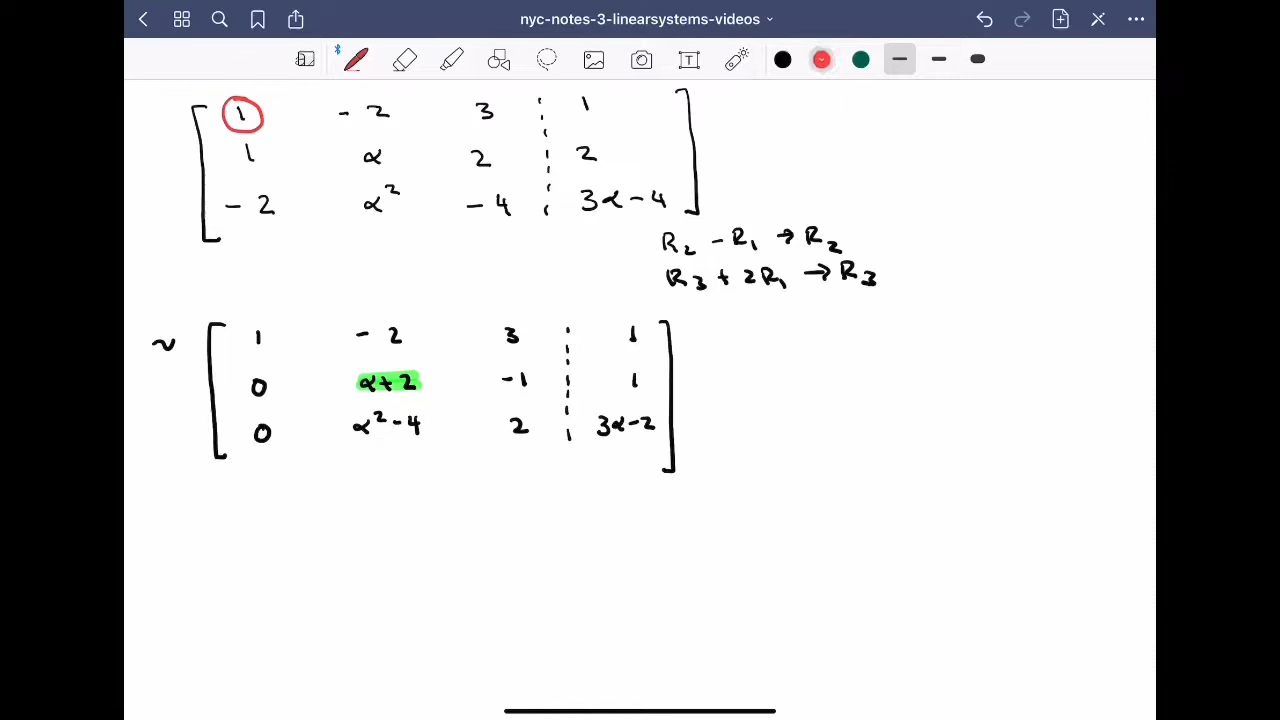 nyc-notes-3-linearsystems-videos
T
1 - 2 3 1
1 α 2 2
- 2 α² - 4 3α - 4
R₂ - R₁ → R₂
R₃ + 2R₁ → R₃
~ 1 - 2 3 1
0 α + 2 - 1 1
0 α² - 4 2 3α - 2